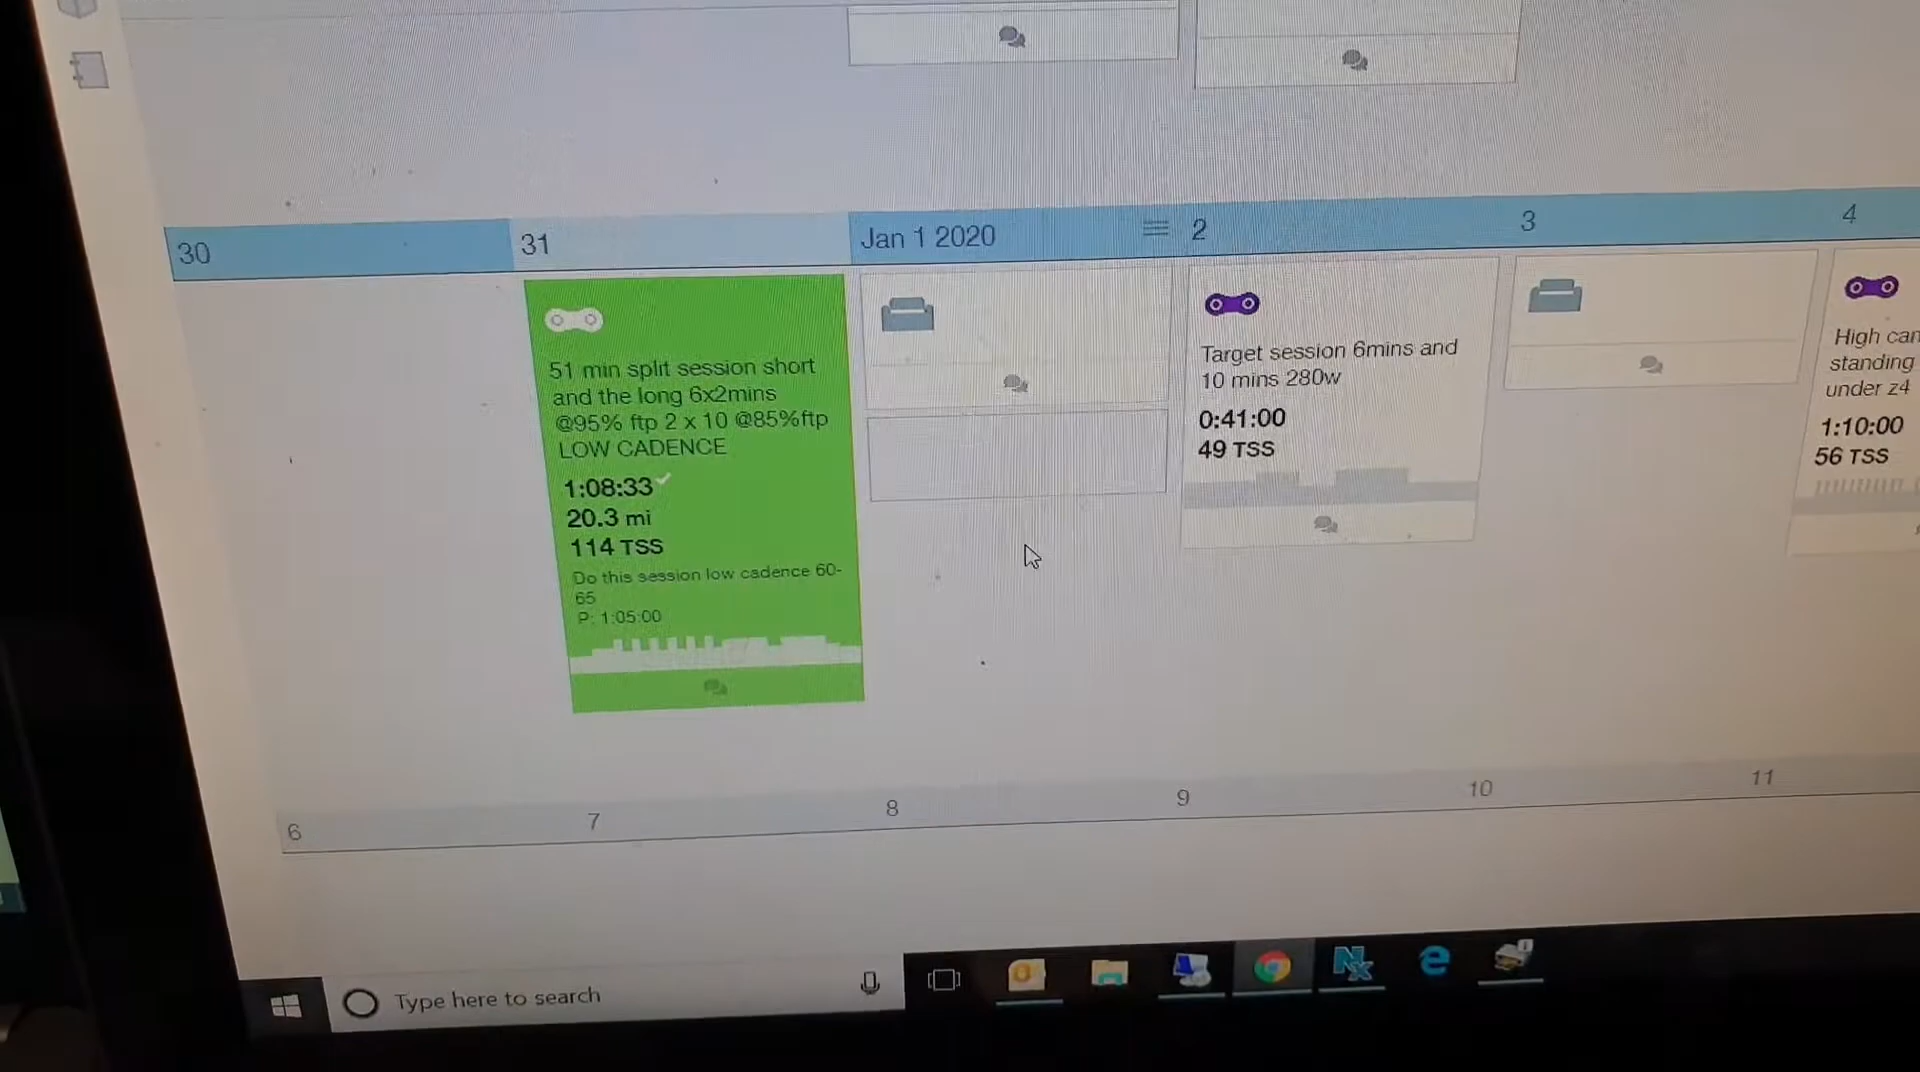 30
31
Jan 1 2020
2
3
4
51 min split session short
and the long 6x2mins
@95% ftp 2 x 10 @85%ftp
LOW CADENCE
1:08:33
20.3 mi
114 TSS
Do this session low cadence 60-
65
P: 1:05:00
Target session 6mins and
10 mins 280w
0:41:00
49 TSS
High can
standing
under z4
1:10:00
56 TSS
6
7
8
9
10
11
Type here to search